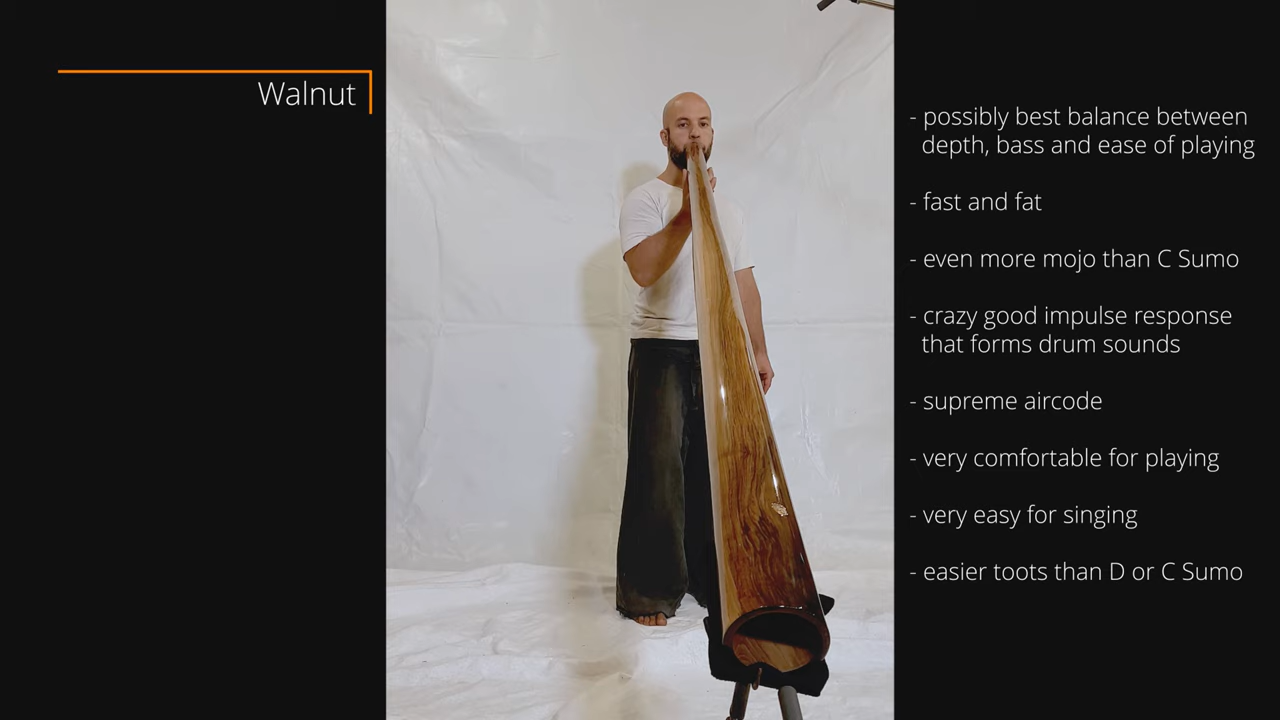 Walnut
- possibly best balance between
depth, bass and ease of playing
- fast and fat
- even more mojo than C Sumo
- crazy good impulse response
that forms drum sounds
- supreme aircode
- very comfortable for playing
- very easy for singing
- easier toots than D or C Sumo